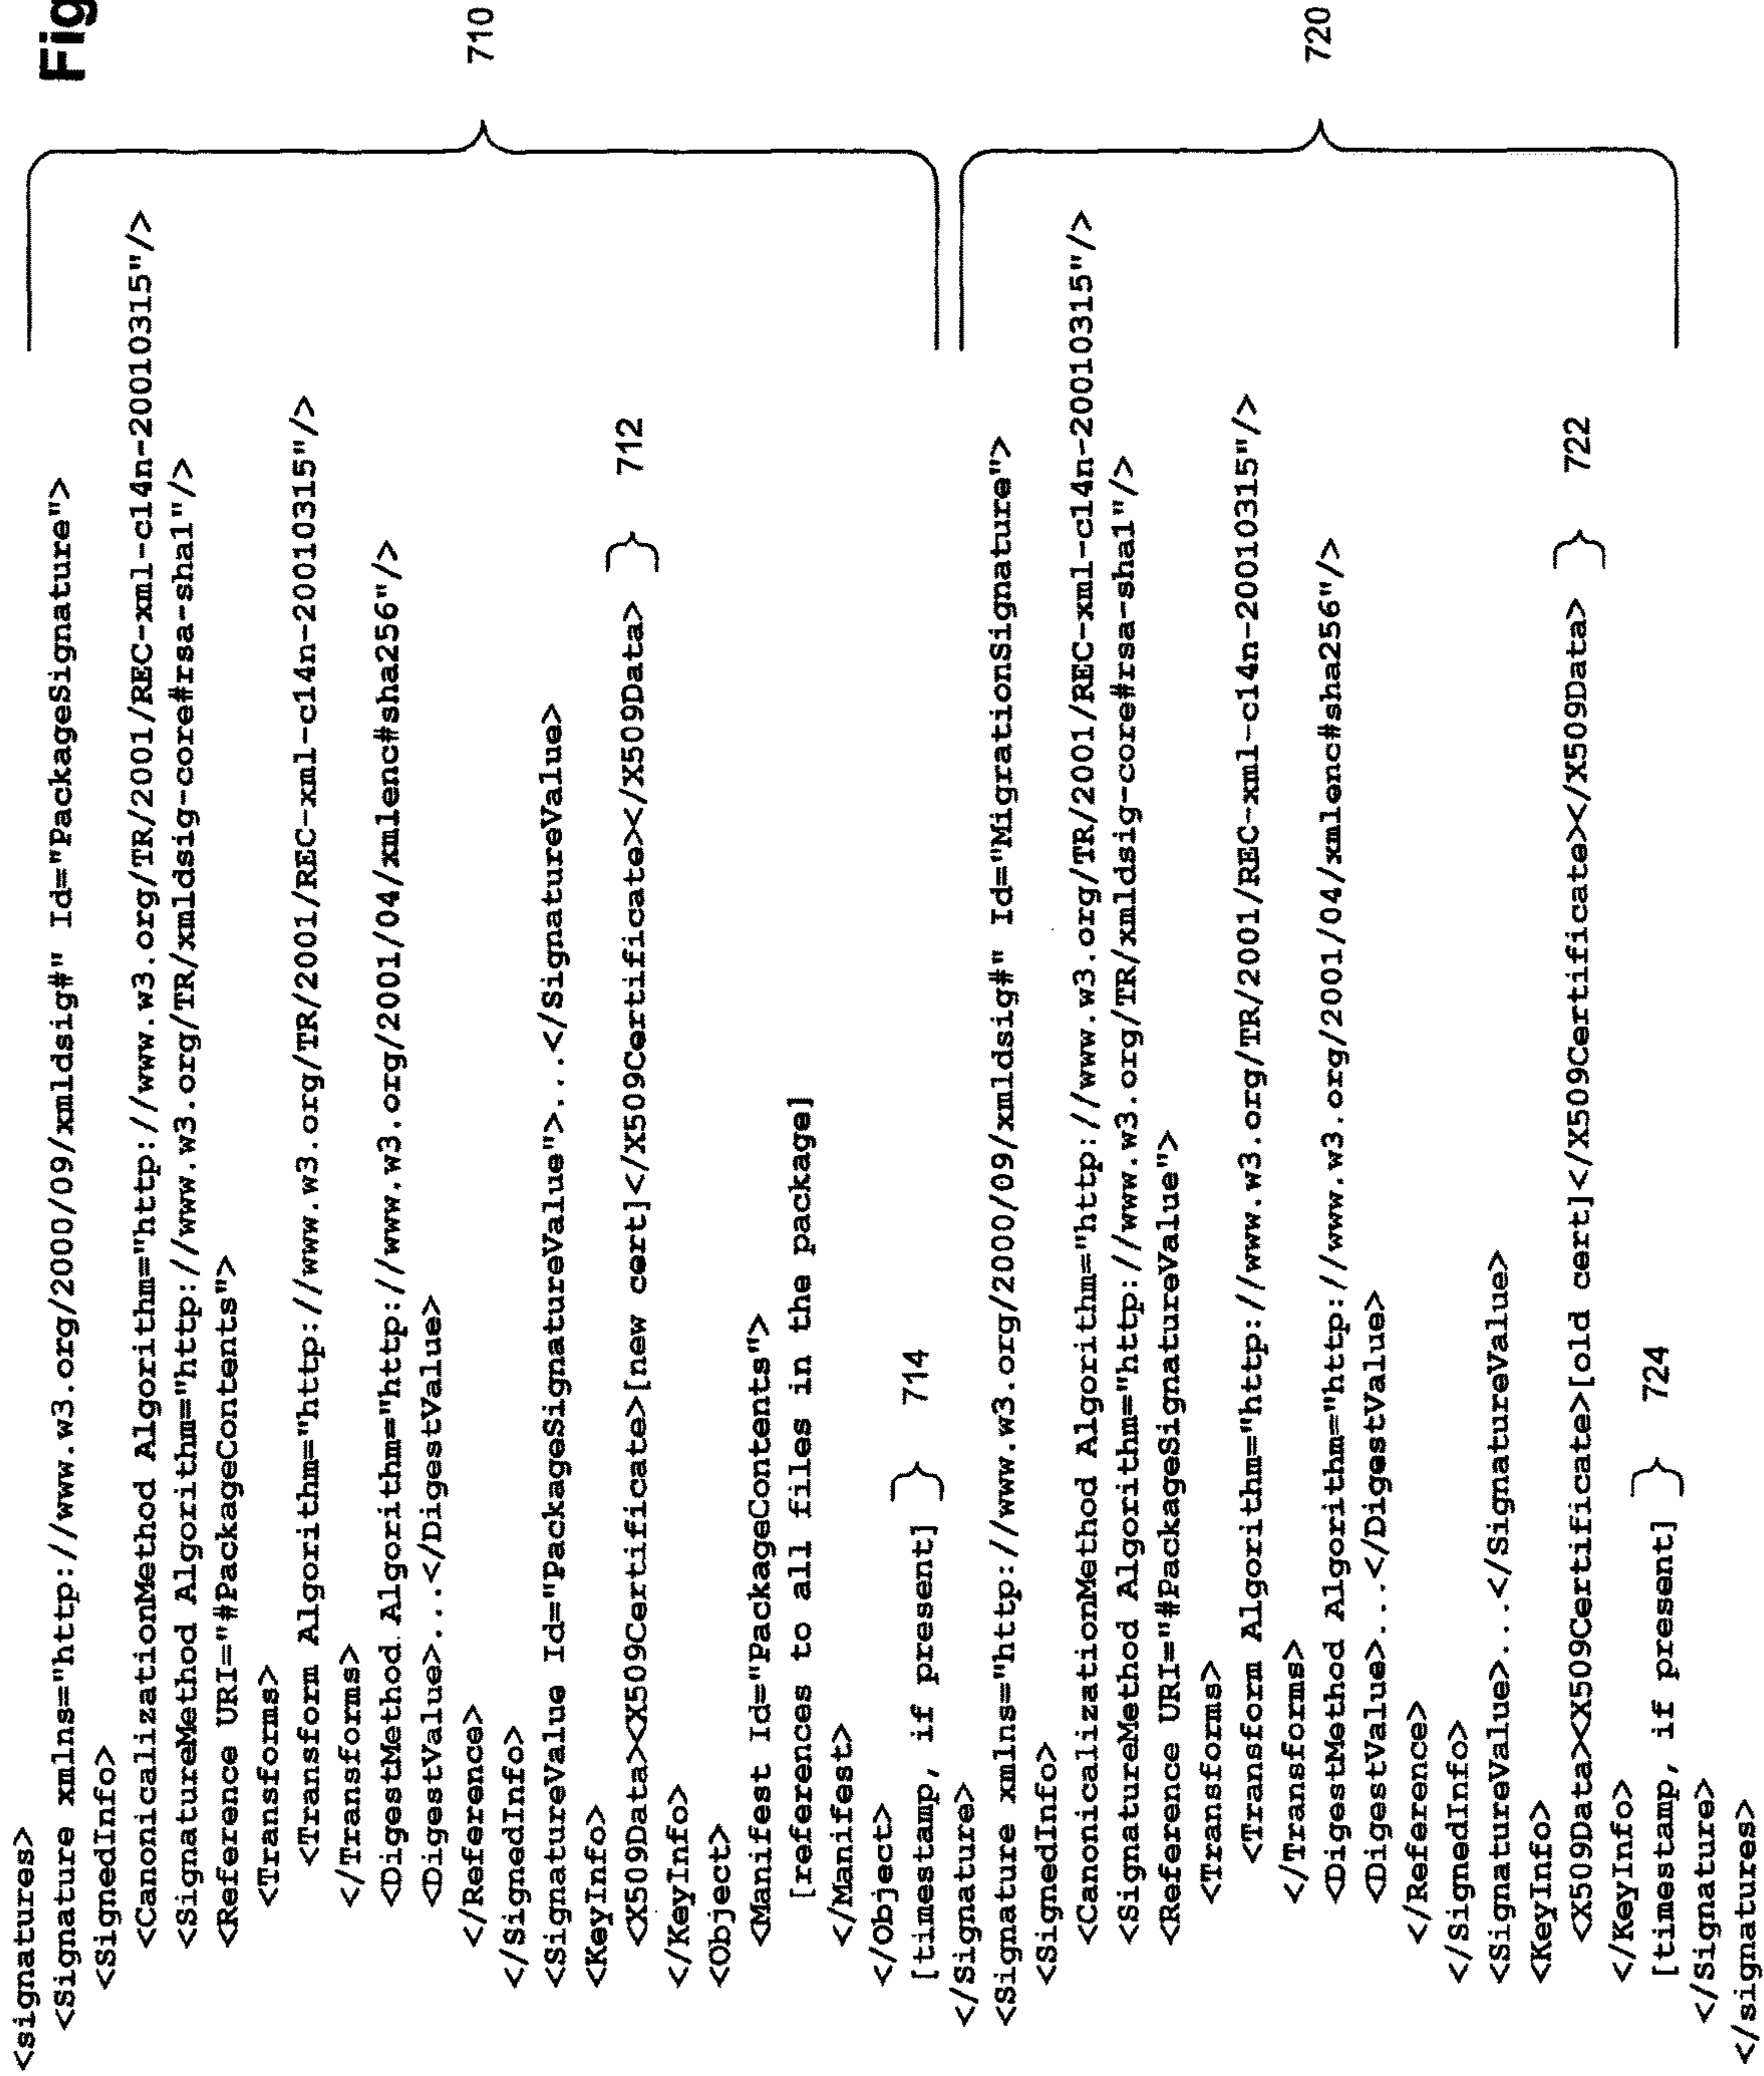 Fig
<signatures>
<Signature xmlns="http://www.w3.org/2000/09/xmldsig#" Id="PackageSignature">
<SignedInfo>
<CanonicalizationMethod Algorithm="http://www.w3.org/TR/2001/REC-xml-c14n-20010315"/>
<SignatureMethod Algorithm="http://www.w3.org/TR/xmldsig-core#rsa-sha1"/>
<Reference URI="#PackageContents">
<Transforms>
<Transform Algorithm="http://www.w3.org/TR/2001/REC-xml-c14n-20010315"/>
</Transforms>
<DigestMethod Algorithm="http://www.w3.org/2001/04/xmlenc#sha256"/>
<DigestValue>...</DigestValue>
</Reference>
</SignedInfo>
<SignatureValue Id="PackageSignatureValue">...</SignatureValue>
<KeyInfo>
<X509Data><X509Certificate>[new cert]</X509Certificate></X509Data> 712
</KeyInfo>
<Object>
<Manifest Id="PackageContents">
[references to all files in the package]
</Manifest>
</Object>
[timestamp, if present] 714
</Signature>
710
<Signature xmlns="http://www.w3.org/2000/09/xmldsig#" Id="MigrationSignature">
<SignedInfo>
<CanonicalizationMethod Algorithm="http://www.w3.org/TR/2001/REC-xml-c14n-20010315"/>
<SignatureMethod Algorithm="http://www.w3.org/TR/xmldsig-core#rsa-sha1"/>
<Reference URI="#PackageSignatureValue">
<Transforms>
<Transform Algorithm="http://www.w3.org/TR/2001/REC-xml-c14n-20010315"/>
</Transforms>
<DigestMethod Algorithm="http://www.w3.org/2001/04/xmlenc#sha256"/>
<DigestValue>...</DigestValue>
</Reference>
</SignedInfo>
<SignatureValue>...</SignatureValue>
<KeyInfo>
<X509Data><X509Certificate>[old cert]</X509Certificate></X509Data> 722
</KeyInfo>
[timestamp, if present] 724
</Signature>
</signatures>
720